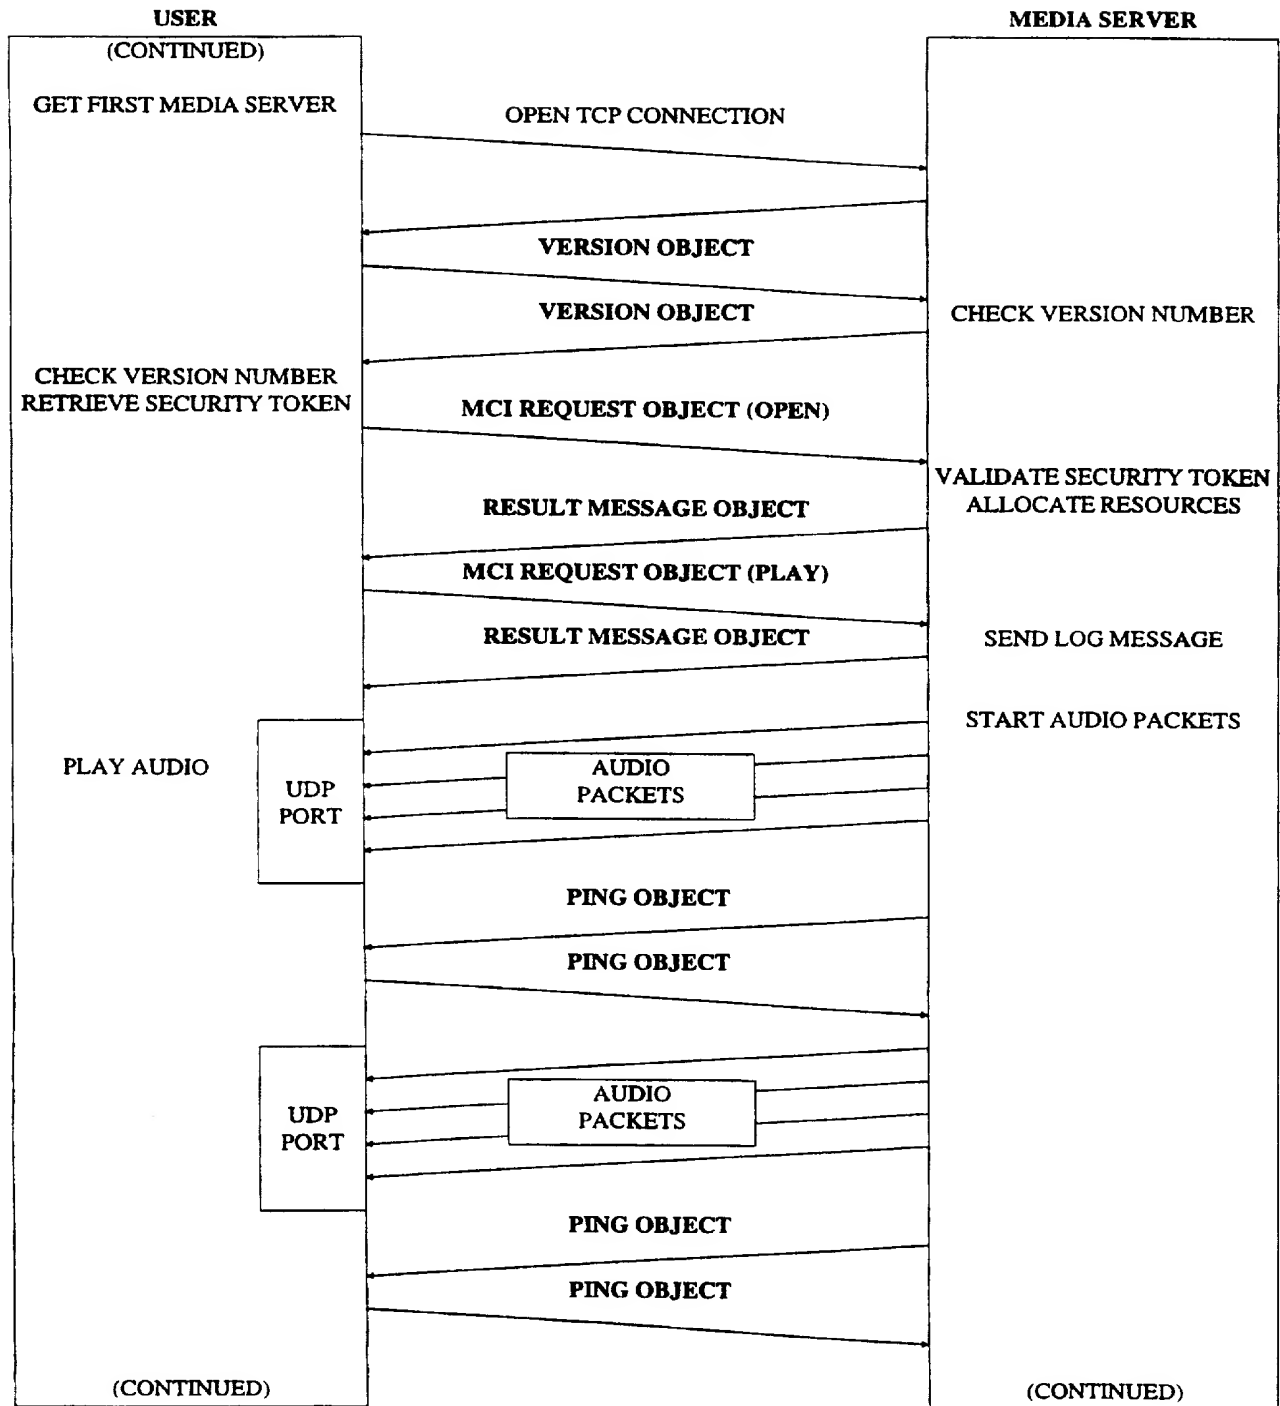 USER
MEDIA SERVER
(CONTINUED)
GET FIRST MEDIA SERVER
OPEN TCP CONNECTION
VERSION OBJECT
VERSION OBJECT
CHECK VERSION NUMBER
CHECK VERSION NUMBER
RETRIEVE SECURITY TOKEN
MCI REQUEST OBJECT (OPEN)
VALIDATE SECURITY TOKEN
ALLOCATE RESOURCES
RESULT MESSAGE OBJECT
MCI REQUEST OBJECT (PLAY)
RESULT MESSAGE OBJECT
SEND LOG MESSAGE
START AUDIO PACKETS
PLAY AUDIO
UDP
PORT
AUDIO
PACKETS
PING OBJECT
PING OBJECT
UDP
PORT
AUDIO
PACKETS
PING OBJECT
PING OBJECT
(CONTINUED)
(CONTINUED)